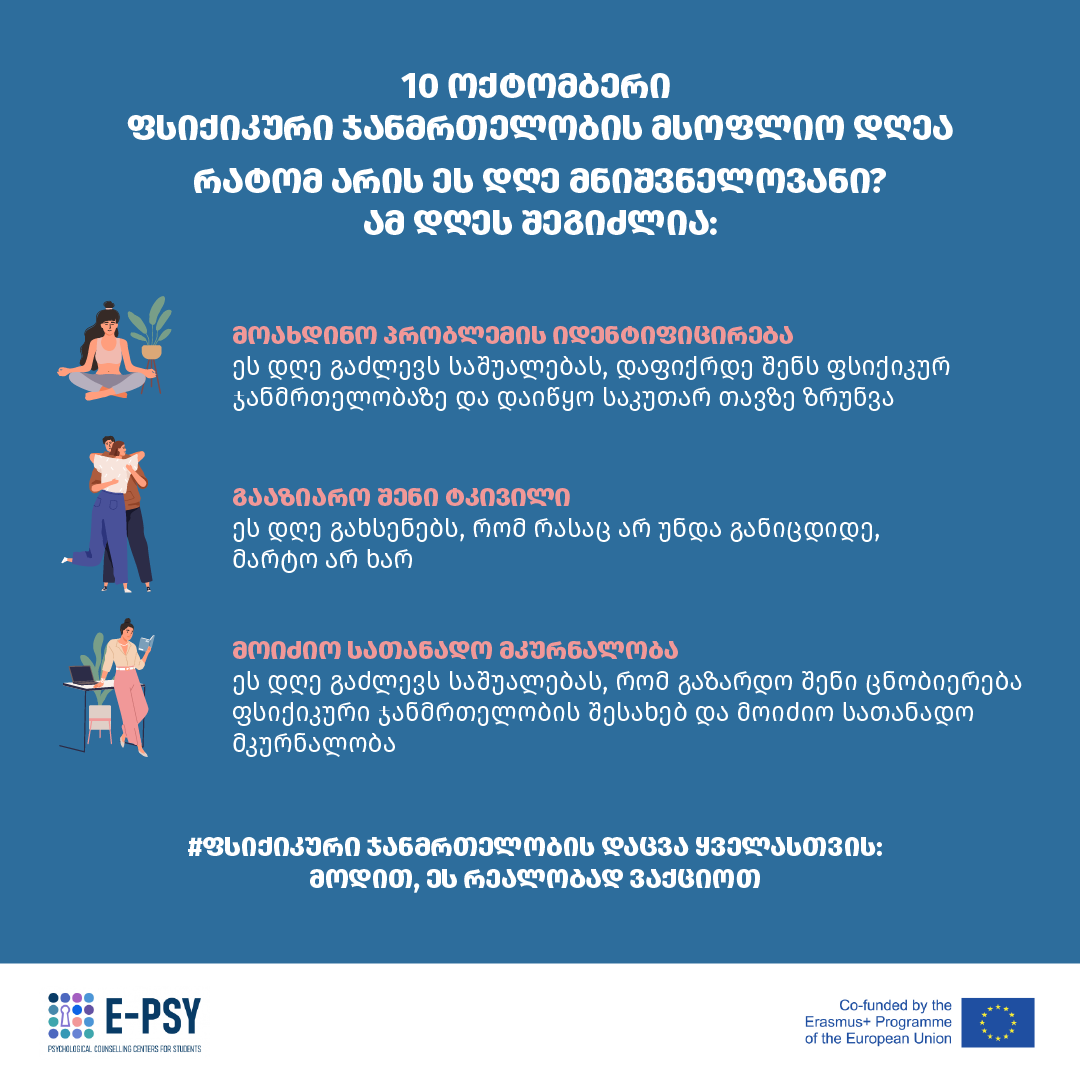 10 ოქტომბერი
ფსიქიკური ჯანმრთელობის მსოფლიო დღეა
რატომ არის ეს დღე მნიშვნელოვანი?
ამ დღეს შეგიძლია:
მოახდინო პრობლემის იდენტიფიცირება
ეს დღე გაძლევს საშუალებას, დაფიქრდე შენს ფსიქიკურ
ჯანმრთელობაზე და დაიწყო საკუთარ თავზე ზრუნვა
გააზიარო შენი ტკივილი
ეს დღე გახსენებს, რომ რასაც არ უნდა განიცდიდე,
მარტო არ ხარ
მოიძიო სათანადო მკურნალობა
ეს დღე გაძლევს საშუალებას, რომ გაზარდო შენი ცნობიერება
ფსიქიკური ჯანმრთელობის შესახებ და მოიძიო სათანადო
მკურნალობა
#ფსიქიკური ჯანმრთელობის დაცვა ყველასთვის:
მოდით, ეს რეალობად ვაქციოთ
E-PSY
PSYCHOLOGICAL COUNSELLING CENTERS FOR STUDENTS
Co-funded by the
Erasmus+ Programme
of the European Union